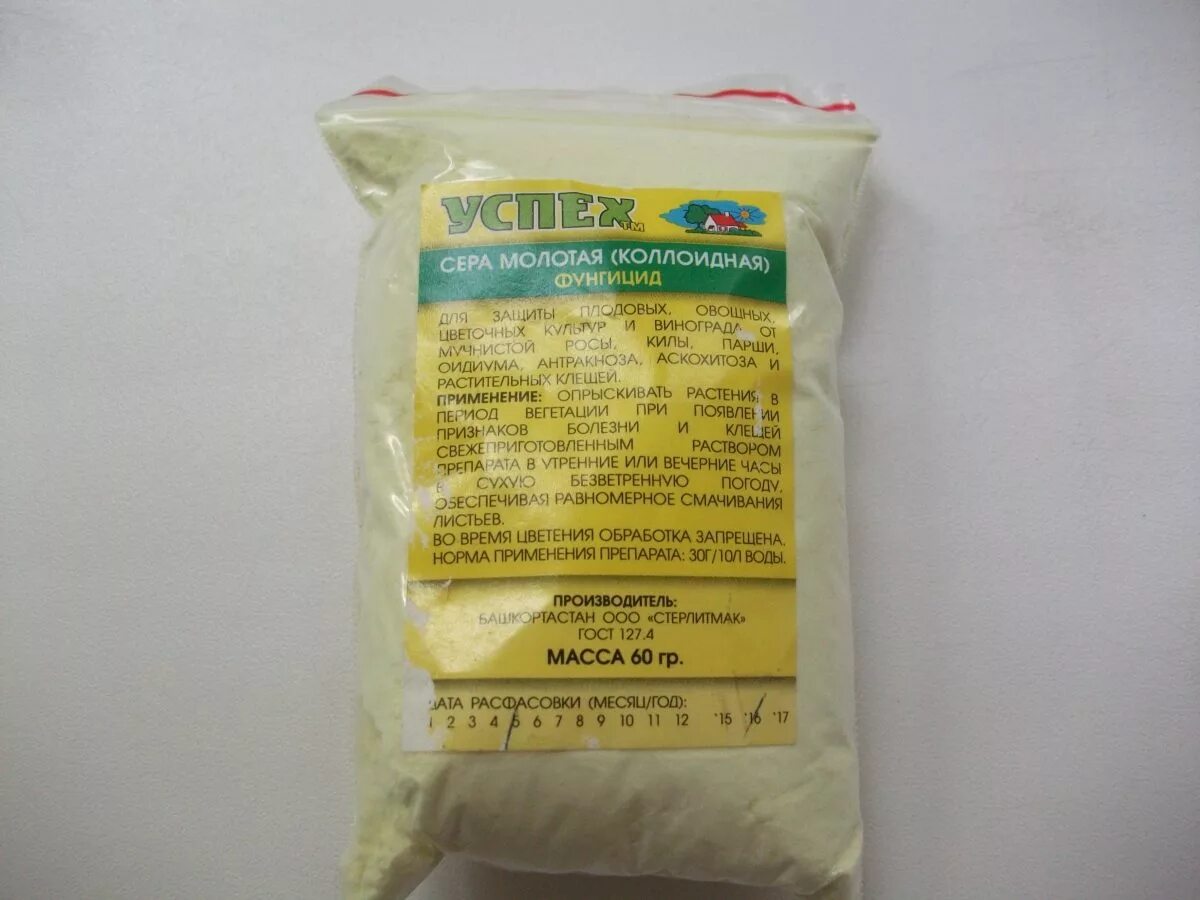 УСПЕХ™
СЕРА МОЛОТАЯ (КОЛЛОИДНАЯ)
ФУНГИЦИД
ДЛЯ ЗАЩИТЫ ПЛОДОВЫХ, ОВОЩНЫХ,
ЦВЕТОЧНЫХ КУЛЬТУР И ВИНОГРАДА ОТ
МУЧНИСТОЙ РОСЫ, КИЛЫ, ПАРШИ,
ОИДИУМА, АНТРАКНОЗА, АСКОХИТОЗА И
РАСТИТЕЛЬНЫХ КЛЕЩЕЙ.
ПРИМЕНЕНИЕ: ОПРЫСКИВАТЬ РАСТЕНИЯ В
ПЕРИОД ВЕГЕТАЦИИ ПРИ ПОЯВЛЕНИИ
ПРИЗНАКОВ БОЛЕЗНИ И КЛЕЩЕЙ
СВЕЖЕПРИГОТОВЛЕННЫМ РАСТВОРОМ
ПРЕПАРАТА В УТРЕННИЕ ИЛИ ВЕЧЕРНИЕ ЧАСЫ
В СУХУЮ БЕЗВЕТРЕННУЮ ПОГОДУ,
ОБЕСПЕЧИВАЯ РАВНОМЕРНОЕ СМАЧИВАНИЯ
ЛИСТЬЕВ.
ВО ВРЕМЯ ЦВЕТЕНИЯ ОБРАБОТКА ЗАПРЕЩЕНА.
НОРМА ПРИМЕНЕНИЯ ПРЕПАРАТА: 30Г/10Л ВОДЫ.
ПРОИЗВОДИТЕЛЬ:
БАШКОРТАСТАН ООО «СТЕРЛИТМАК»
ГОСТ 127.4
МАССА 60 гр.
ДАТА РАСФАСОВКИ (МЕСЯЦ/ГОД):
1 2 3 4 5 6 7 8 9 10 11 12 '15 '16 '17